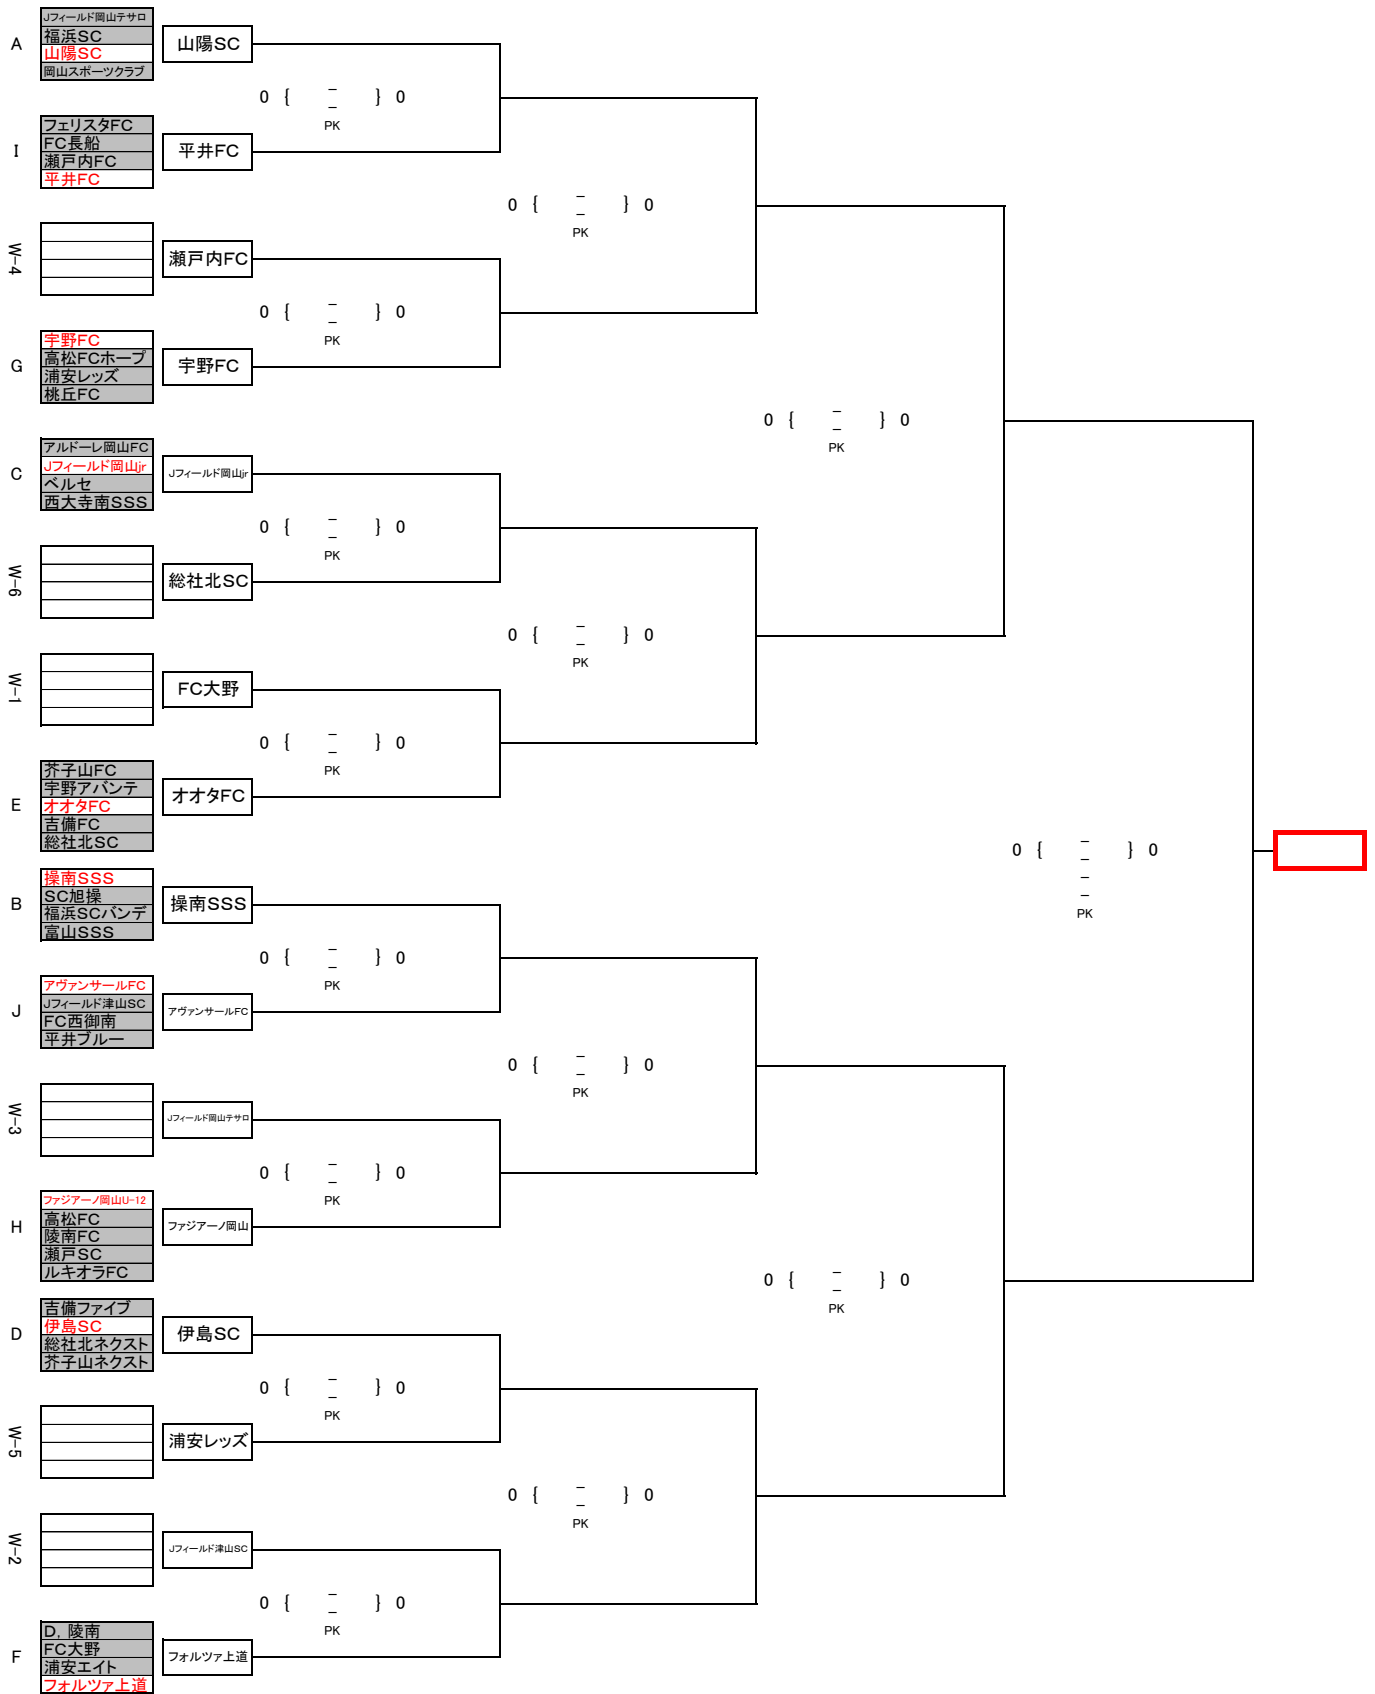 Jフィールド岡山テサロ
福浜SC
A
山陽SC
岡山スポーツクラブ
山陽SC
0 { － } 0
－
PK
フェリスタFC
FC長船
I
瀬戸内FC
平井FC
平井FC
0 { － } 0
－
PK
W-4
瀬戸内FC
0 { － } 0
－
PK
宇野FC
高松FCホープ
G
浦安レッズ
桃丘FC
宇野FC
0 { － } 0
－
PK
アルドーレ岡山FC
Jフィールド岡山jr
C
ベルセ
西大寺南SSS
Jフィールド岡山jr
0 { － } 0
－
PK
W-6
総社北SC
0 { － } 0
－
PK
W-1
FC大野
0 { － } 0
－
PK
芥子山FC
宇野アバンテ
E
オオタFC
吉備FC
総社北SC
オオタFC
0 { － } 0
－
－
－
PK
操南SSS
SC旭操
B
福浜SCバンデ
富山SSS
操南SSS
0 { － } 0
－
PK
アヴァンサールFC
Jフィールド津山SC
J
FC西御南
平井ブルー
アヴァンサールFC
0 { － } 0
－
PK
W-3
Jフィールド岡山テサロ
0 { － } 0
－
PK
ファジアーノ岡山U-12
高松FC
H
陵南FC
瀬戸SC
ルキオラFC
ファジアーノ岡山
0 { － } 0
－
PK
吉備ファイブ
伊島SC
D
総社北ネクスト
芥子山ネクスト
伊島SC
0 { － } 0
－
PK
W-5
浦安レッズ
0 { － } 0
－
PK
W-2
Jフィールド津山SC
0 { － } 0
－
PK
D，陵南
FC大野
F
浦安エイト
フォルツァ上道
フォルツァ上道